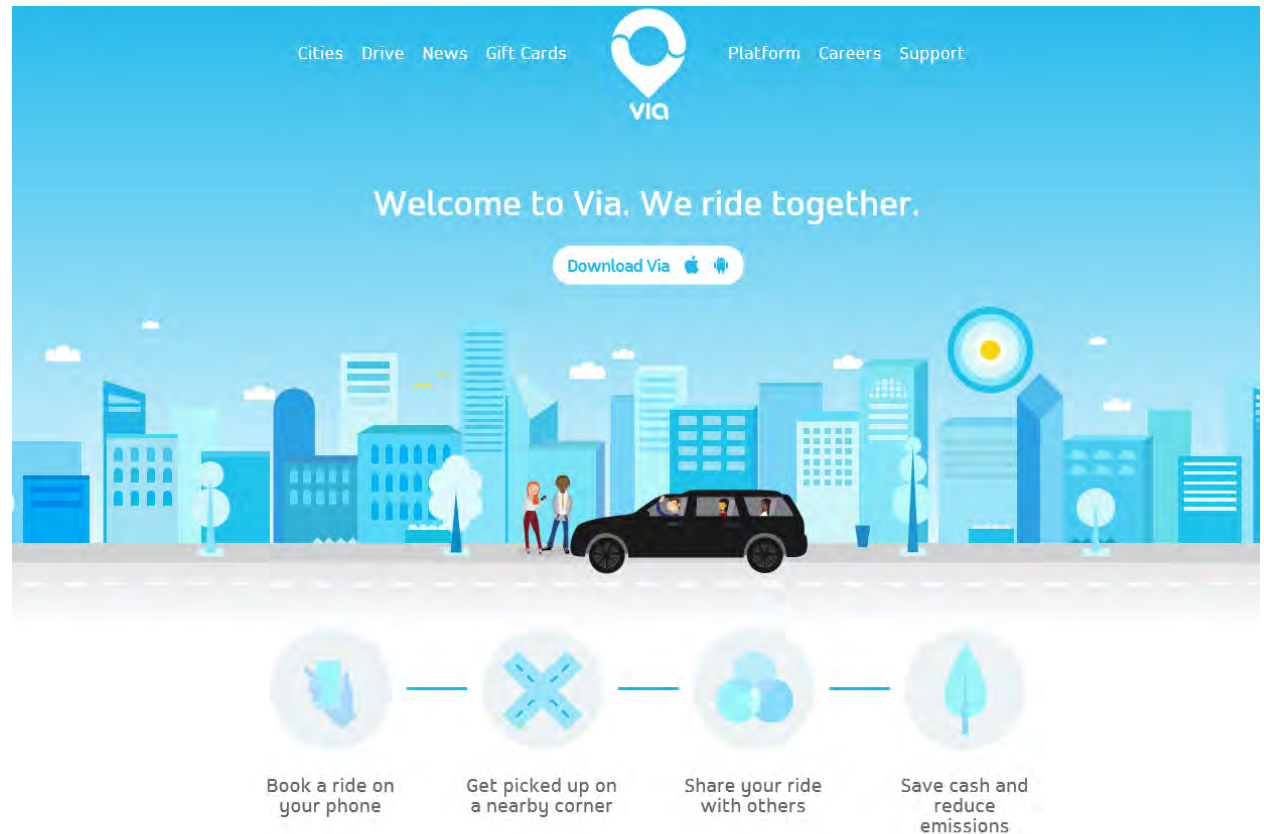 Cities Drive News Gift Cards
via
Platform Careers Support
Welcome to Via. We ride together.
Download Via
Book a ride on
your phone
Get picked up on
a nearby corner
Share your ride
with others
Save cash and
reduce
emissions